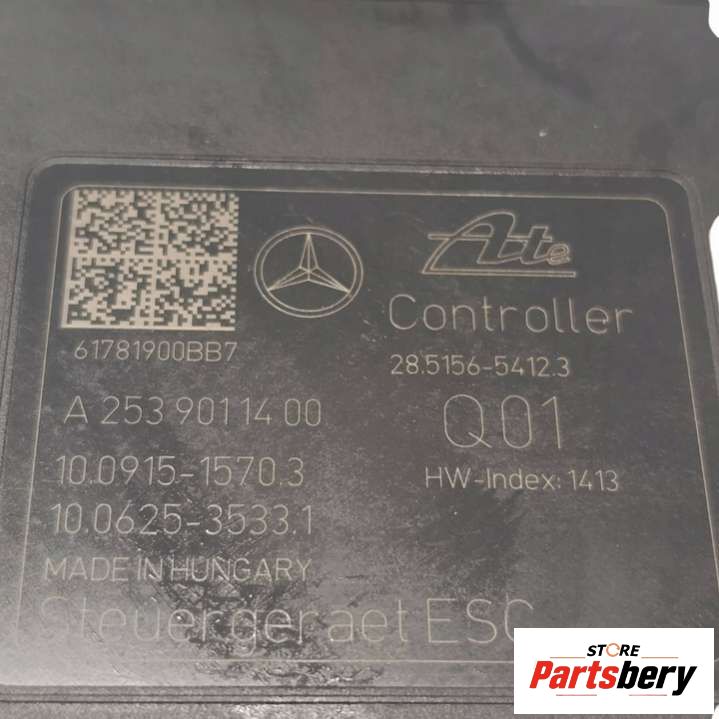 Ate
Controller
61781900BB7
28.5156-5412.3
A 253 901 14 00
Q01
10.0915-1570.3
HW-Index: 1413
10.0625-3533.1
MADE IN HUNGARY
Steuergeraet ESC
STORE
Partsbery